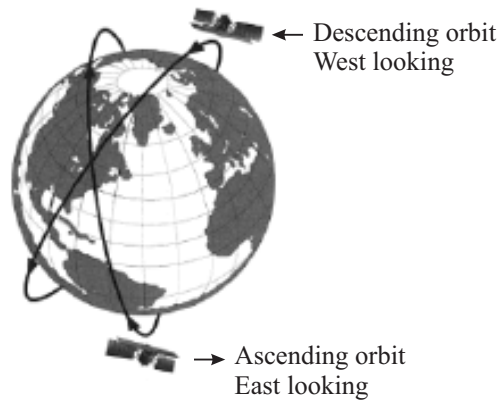 Descending orbit
West looking
Ascending orbit
East looking